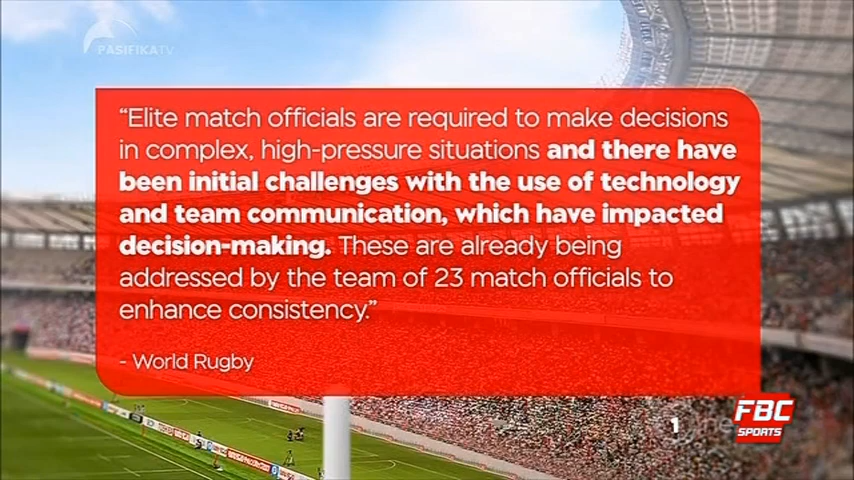 PASIFIKATV
“Elite match officials are required to make decisions
in complex, high-pressure situations and there have
been initial challenges with the use of technology
and team communication, which have impacted
decision-making. These are already being
addressed by the team of 23 match officials to
enhance consistency.”
- World Rugby
1
FBC
SPORTS